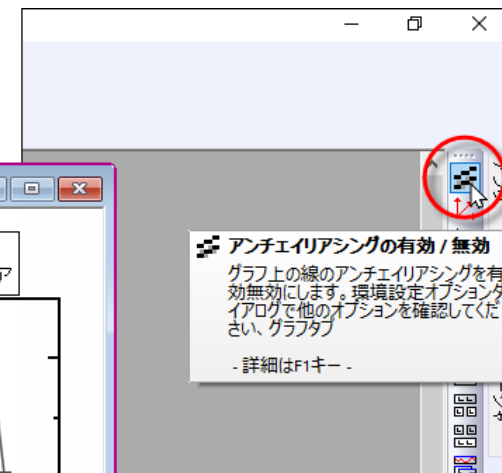 アンチエイリアシングの有効 / 無効
グラフ上の線のアンチエイリアシングを有
効無効にします。環境設定オプションダ
イアログで他のオプションを確認してくだ
さい、グラフタブ
- 詳細はF1キー -